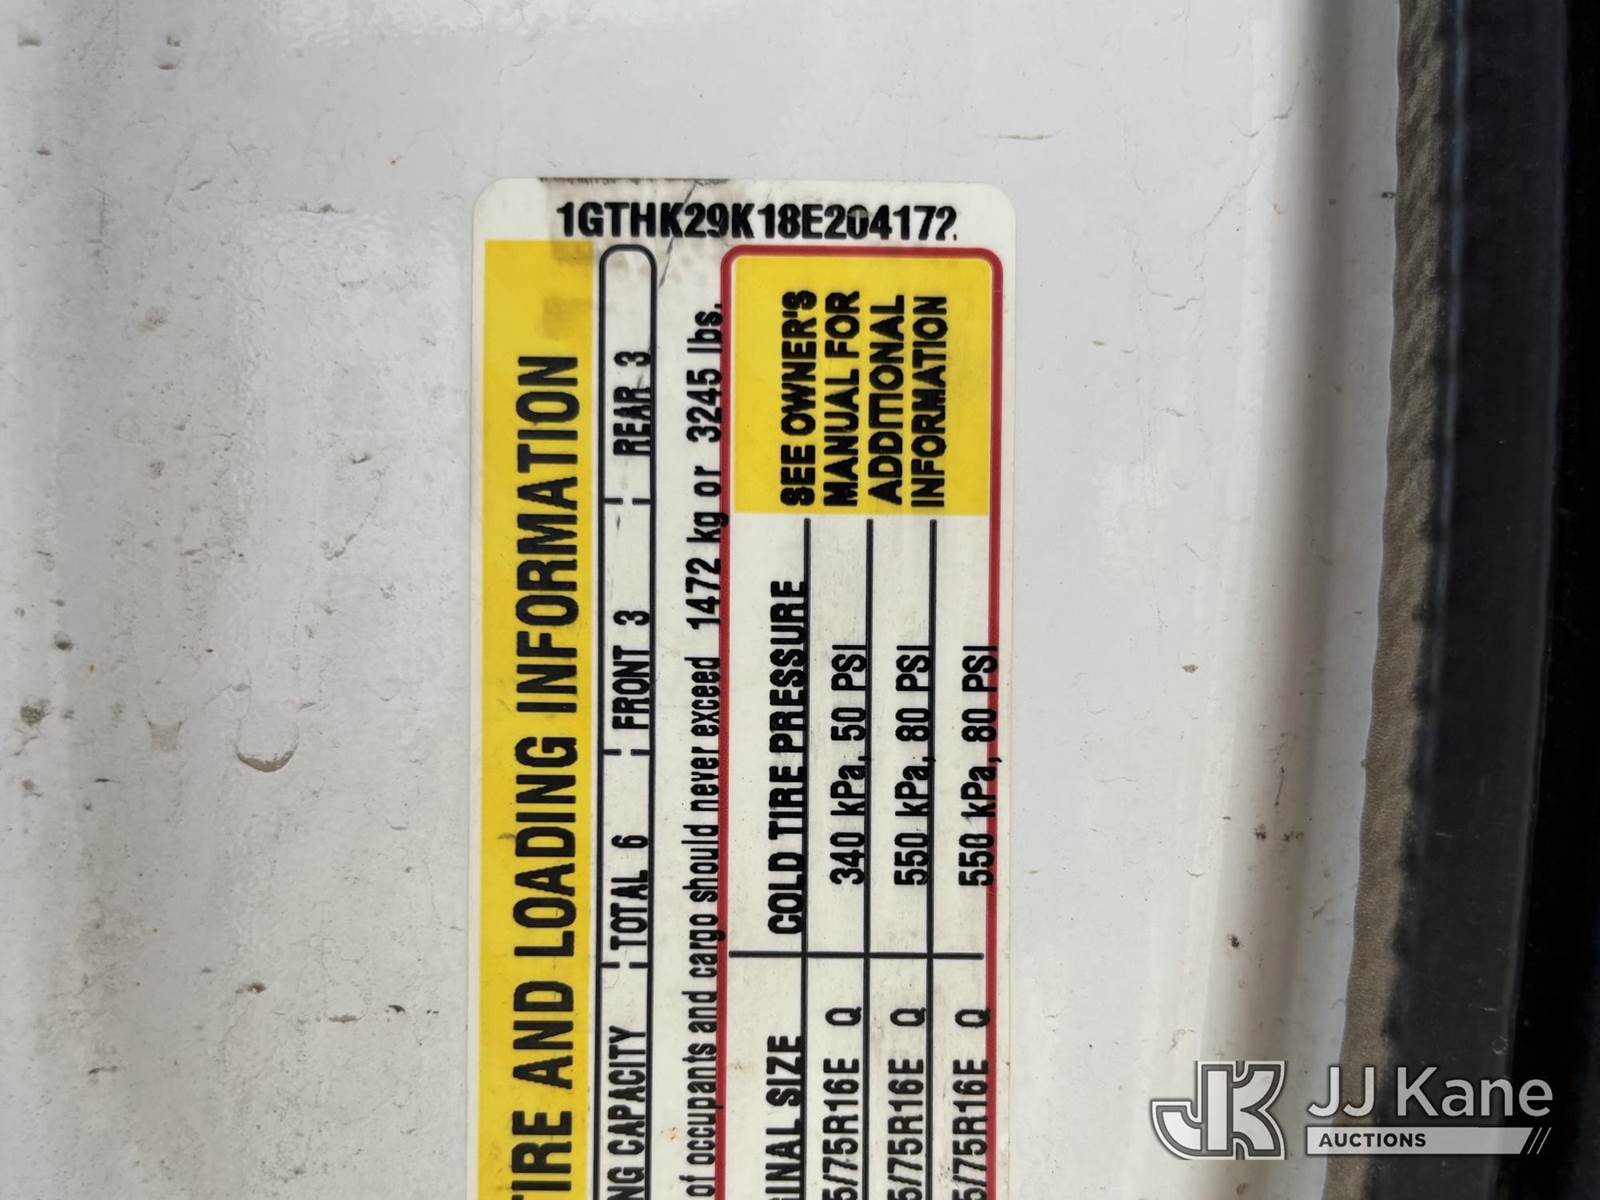 1GTHK29K18E204172
TIRE AND LOADING INFORMATION
NG CAPACITY TOTAL 6 FRONT 3 REAR 3
of occupants and cargo should never exceed 1472 kg or 3245 lbs.
GINAL SIZE COLD TIRE PRESSURE
5/75R16E Q 340 kPa, 50 PSI
5/75R16E Q 550 kPa, 80 PSI
5/75R16E Q 550 kPa, 80 PSI
SEE OWNER'S
MANUAL FOR
ADDITIONAL
INFORMATION
JK JJ Kane
AUCTIONS